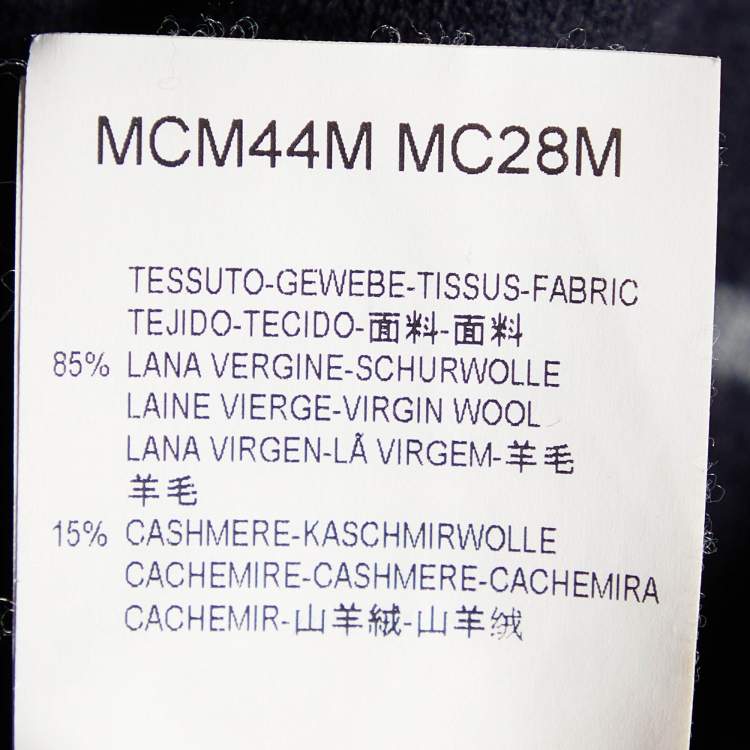 MCM44M MC28M
TESSUTO-GEWEBE-TISSUS-FABRIC
TEJIDO-TECIDO-面料-面料
85% LANA VERGINE-SCHURWOLLE
LAINE VIERGE-VIRGIN WOOL
LANA VIRGEN-LÃ VIRGEM-羊毛
羊毛
15% CASHMERE-KASCHMIRWOLLE
CACHEMIRE-CASHMERE-CACHEMIRA
CACHEMIR-山羊絨-山羊绒